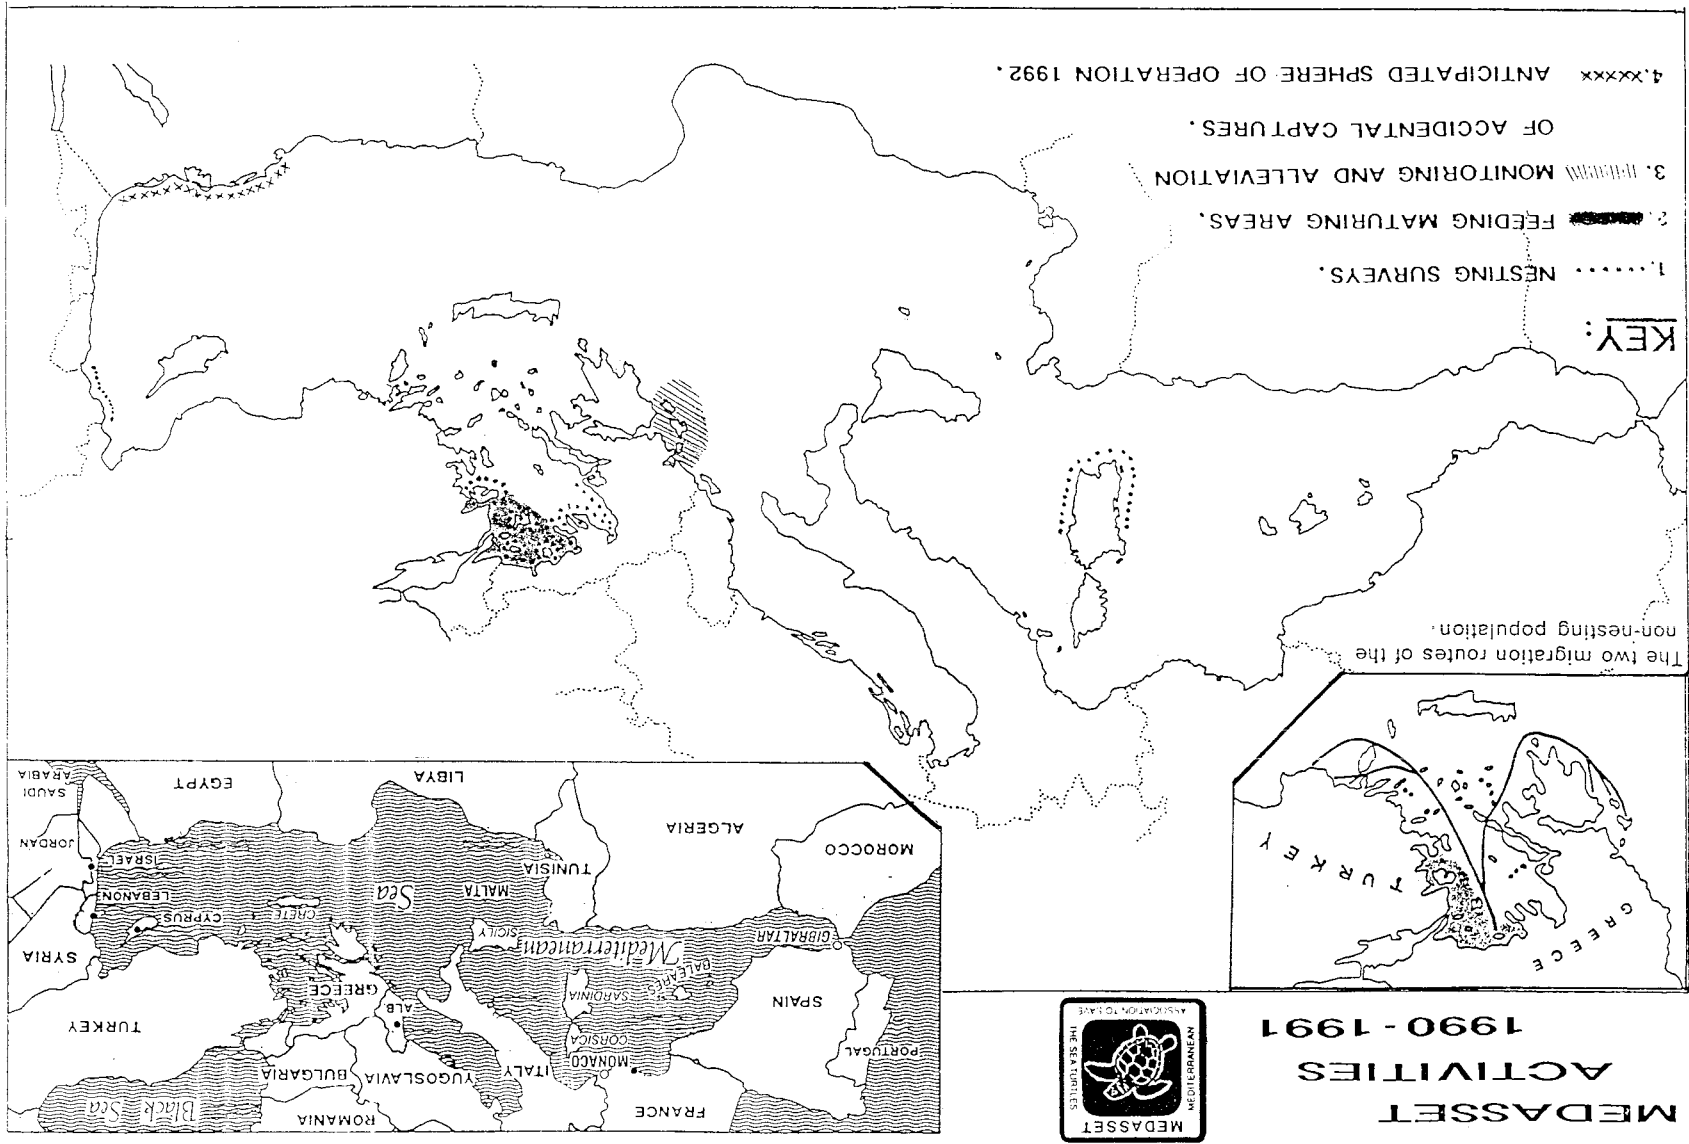 MEDASSET
ACTIVITIES
1990 - 1991
MEDASSET
MEDITERRANEAN
ASSOCIATION TO SAVE
THE SEA TURTLES
GREECE
TURKEY
The two migration routes of the
non-nesting population.
FRANCE
ROMANIA
Black Sea
PORTUGAL
SPAIN
MONACO
ITALY
YUGOSLAVIA
BULGARIA
CORSICA
ALB.
TURKEY
SARDINIA
BALEARES
GREECE
GIBRALTAR
Mediterranean
Sea
SICILY
SYRIA
CYPRUS
CRETE
LEBANON
MALTA
MOROCCO
TUNISIA
ISRAEL
JORDAN
ALGERIA
LIBYA
EGYPT
SAUDI
ARABIA
KEY:
1. ······· NESTING SURVEYS.
2. FEEDING MATURING AREAS.
3. MONITORING AND ALLEVIATION
OF ACCIDENTAL CAPTURES.
4. xxxxx ANTICIPATED SPHERE OF OPERATION 1992.